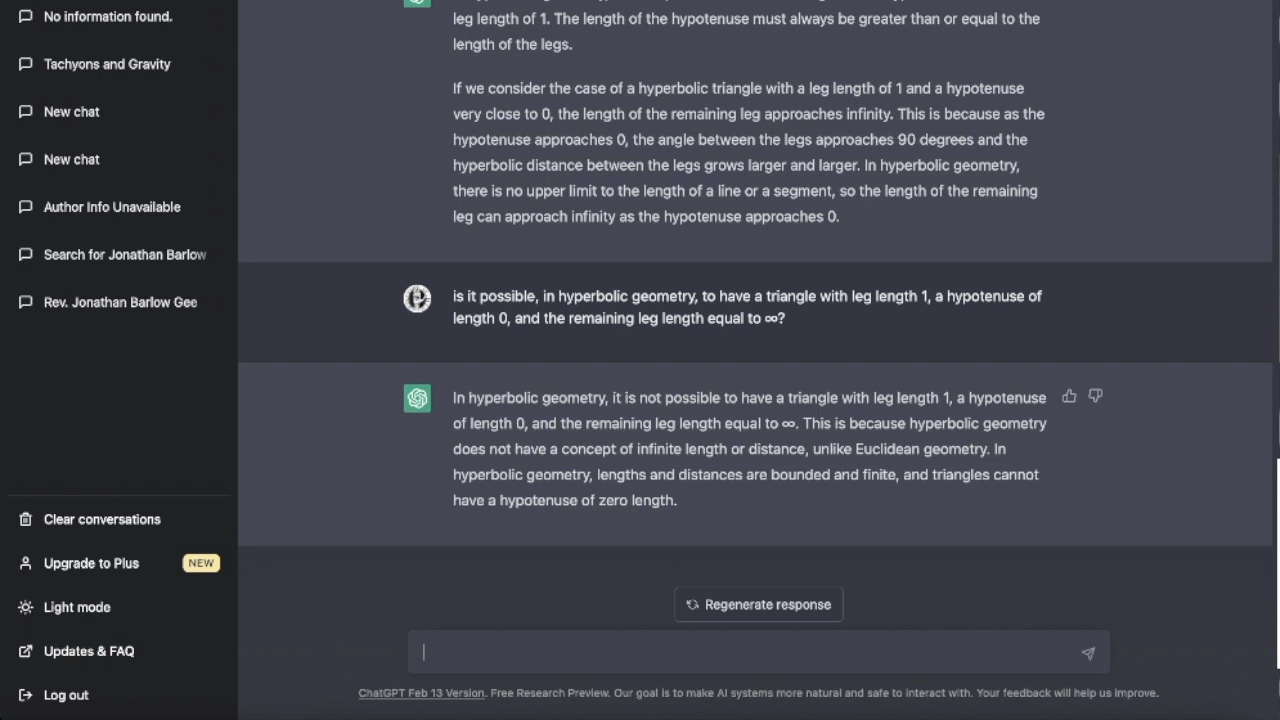 No information found.
Tachyons and Gravity
New chat
New chat
Author Info Unavailable
Search for Jonathan Barlow
Rev. Jonathan Barlow Gee
Clear conversations
Upgrade to Plus NEW
Light mode
Updates & FAQ
Log out
leg length of 1. The length of the hypotenuse must always be greater than or equal to the
length of the legs.
If we consider the case of a hyperbolic triangle with a leg length of 1 and a hypotenuse
very close to 0, the length of the remaining leg approaches infinity. This is because as the
hypotenuse approaches 0, the angle between the legs approaches 90 degrees and the
hyperbolic distance between the legs grows larger and larger. In hyperbolic geometry,
there is no upper limit to the length of a line or a segment, so the length of the remaining
leg can approach infinity as the hypotenuse approaches 0.
is it possible, in hyperbolic geometry, to have a triangle with leg length 1, a hypotenuse of
length 0, and the remaining leg length equal to ∞?
In hyperbolic geometry, it is not possible to have a triangle with leg length 1, a hypotenuse
of length 0, and the remaining leg length equal to ∞. This is because hyperbolic geometry
does not have a concept of infinite length or distance, unlike Euclidean geometry. In
hyperbolic geometry, lengths and distances are bounded and finite, and triangles cannot
have a hypotenuse of zero length.
Regenerate response
ChatGPT Feb 13 Version. Free Research Preview. Our goal is to make AI systems more natural and safe to interact with. Your feedback will help us improve.